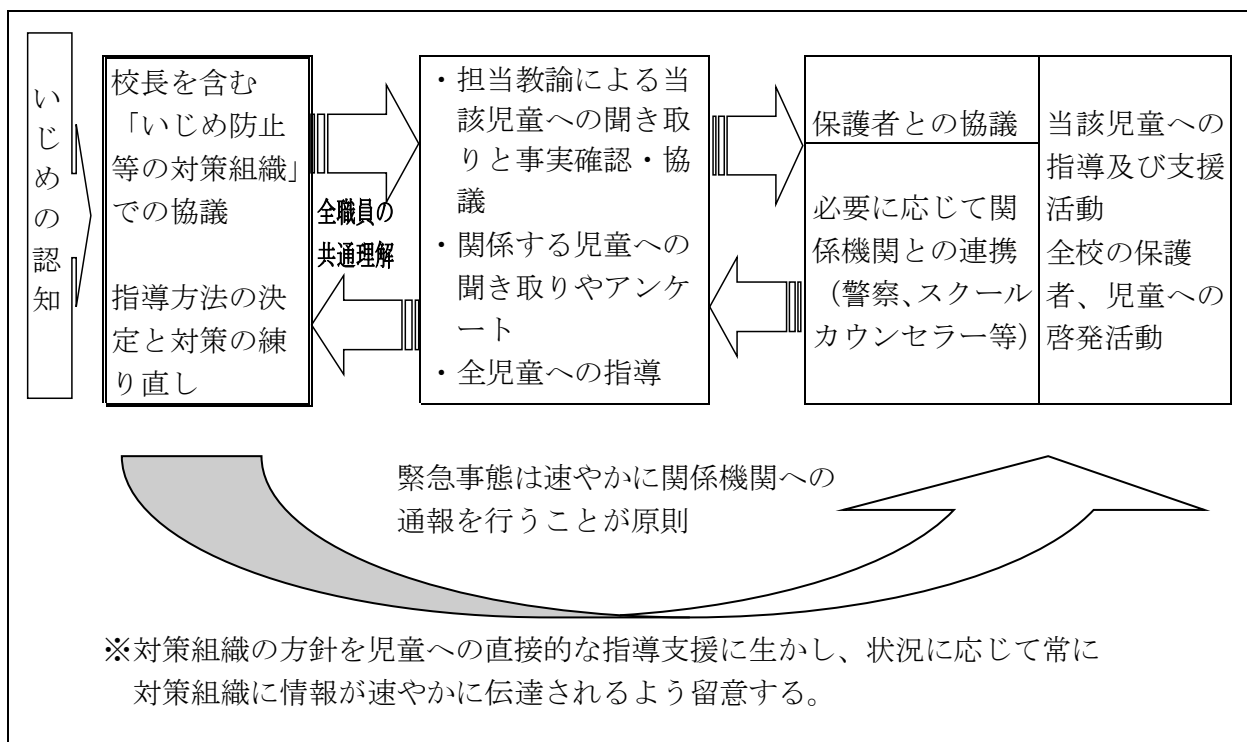 いじめの認知
校長を含む
「いじめ防止
等の対策組織」
での協議
指導方法の決
定と対策の練
り直し
全職員の
共通理解
・担当教諭による当
該児童への聞き取
りと事実確認・協
議
・関係する児童への
聞き取りやアンケ
ート
・全児童への指導
保護者との協議
必要に応じて関
係機関との連携
（警察、スクール
カウンセラー等）
当該児童への
指導及び支援
活動
全校の保護
者、児童への
啓発活動
緊急事態は速やかに関係機関への
通報を行うことが原則
※対策組織の方針を児童への直接的な指導支援に生かし、状況に応じて常に
対策組織に情報が速やかに伝達されるよう留意する。